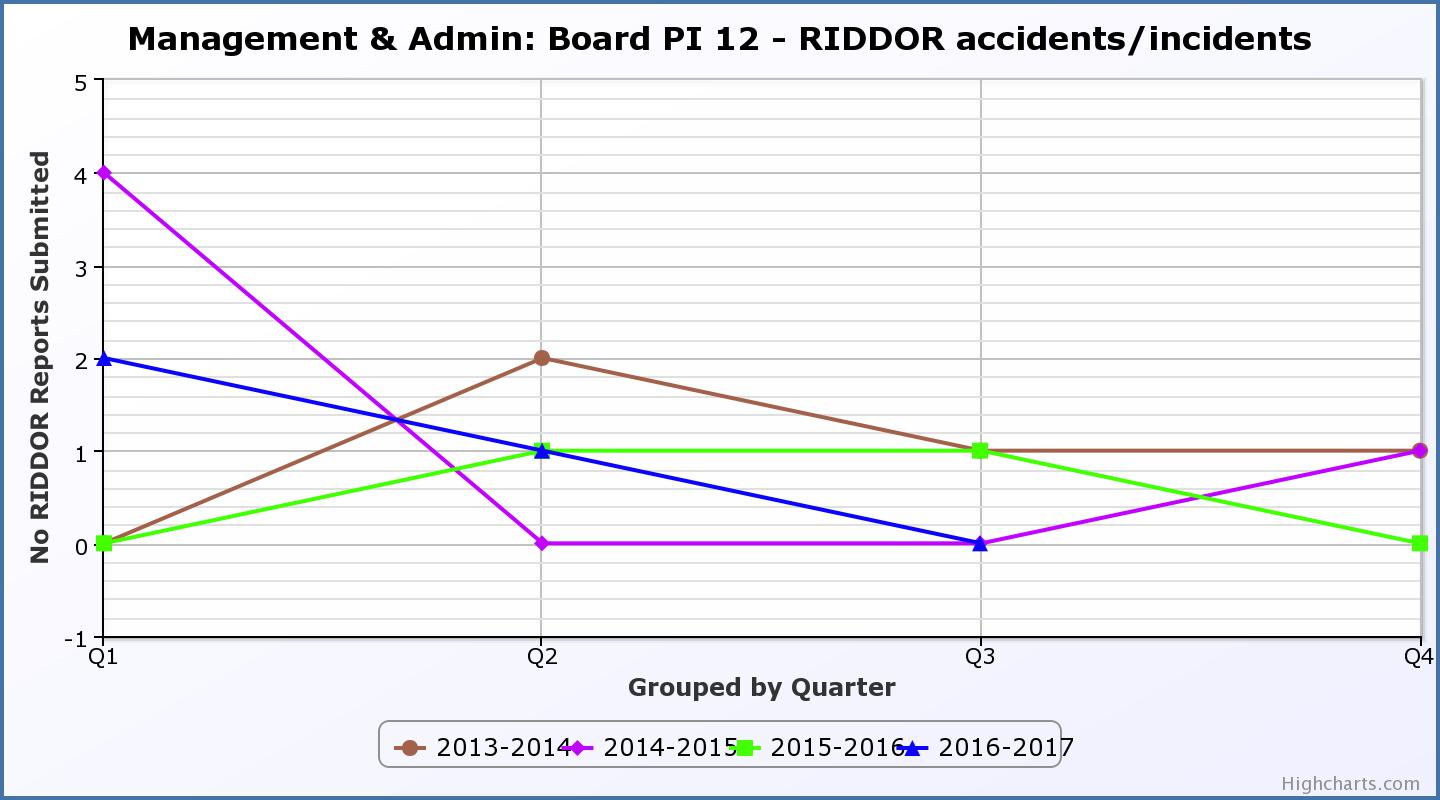 Management & Admin: Board PI 12 - RIDDOR accidents/incidents
No RIDDOR Reports Submitted
5
4
3
2
1
0
-1
Q1 Q2 Q3 Q4
Grouped by Quarter
2013-2014 2014-2015 2015-2016 2016-2017
Highcharts.com